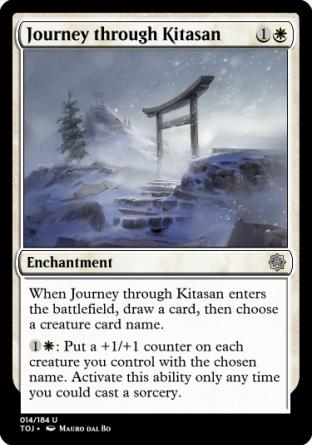 Journey through Kitasan 1
Enchantment
When Journey through Kitasan enters
the battlefield, draw a card, then choose
a creature card name.
1: Put a +1/+1 counter on each
creature you control with the chosen
name. Activate this ability only any time
you could cast a sorcery.
014/184 U
TOJ • Mauro dal Bo